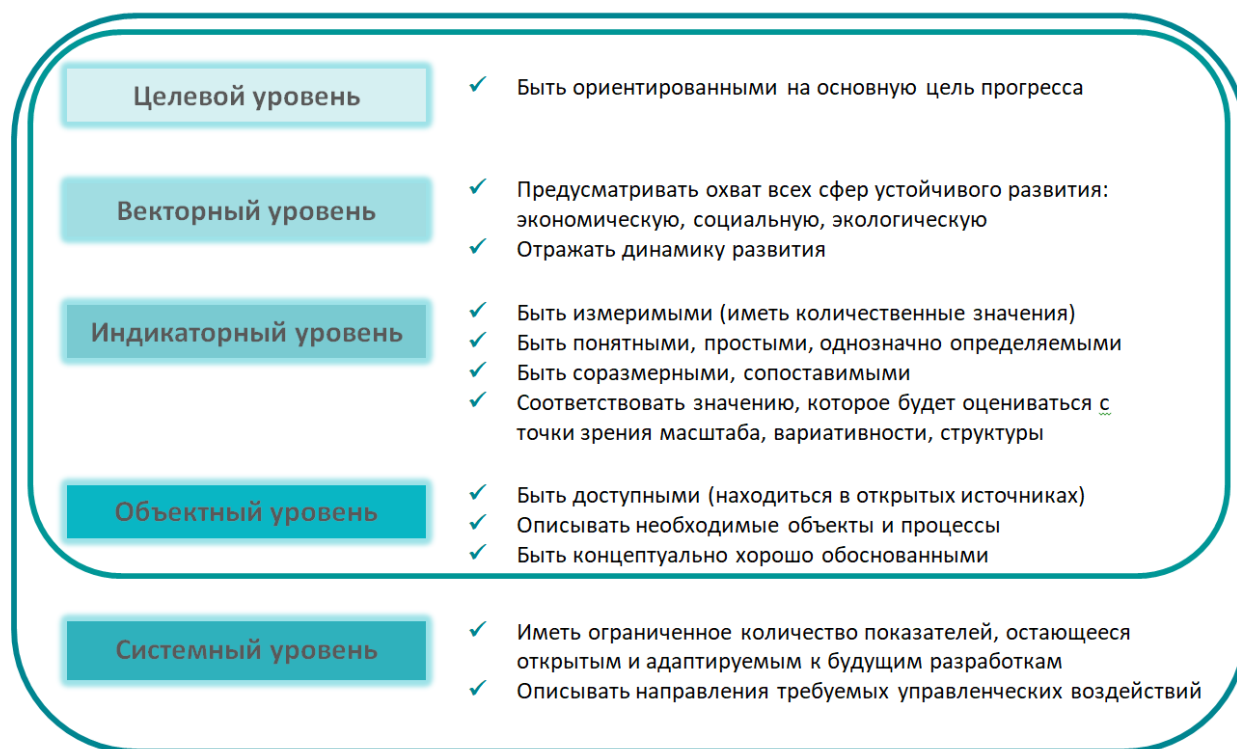 Целевой уровень
✓ Быть ориентированными на основную цель прогресса
Векторный уровень
✓ Предусматривать охват всех сфер устойчивого развития:
экономическую, социальную, экологическую
✓ Отражать динамику развития
Индикаторный уровень
✓ Быть измеримыми (иметь количественные значения)
✓ Быть понятными, простыми, однозначно определяемыми
✓ Быть соразмерными, сопоставимыми
✓ Соответствовать значению, которое будет оцениваться с
точки зрения масштаба, вариативности, структуры
Объектный уровень
✓ Быть доступными (находиться в открытых источниках)
✓ Описывать необходимые объекты и процессы
✓ Быть концептуально хорошо обоснованными
Системный уровень
✓ Иметь ограниченное количество показателей, остающееся
открытым и адаптируемым к будущим разработкам
✓ Описывать направления требуемых управленческих воздействий